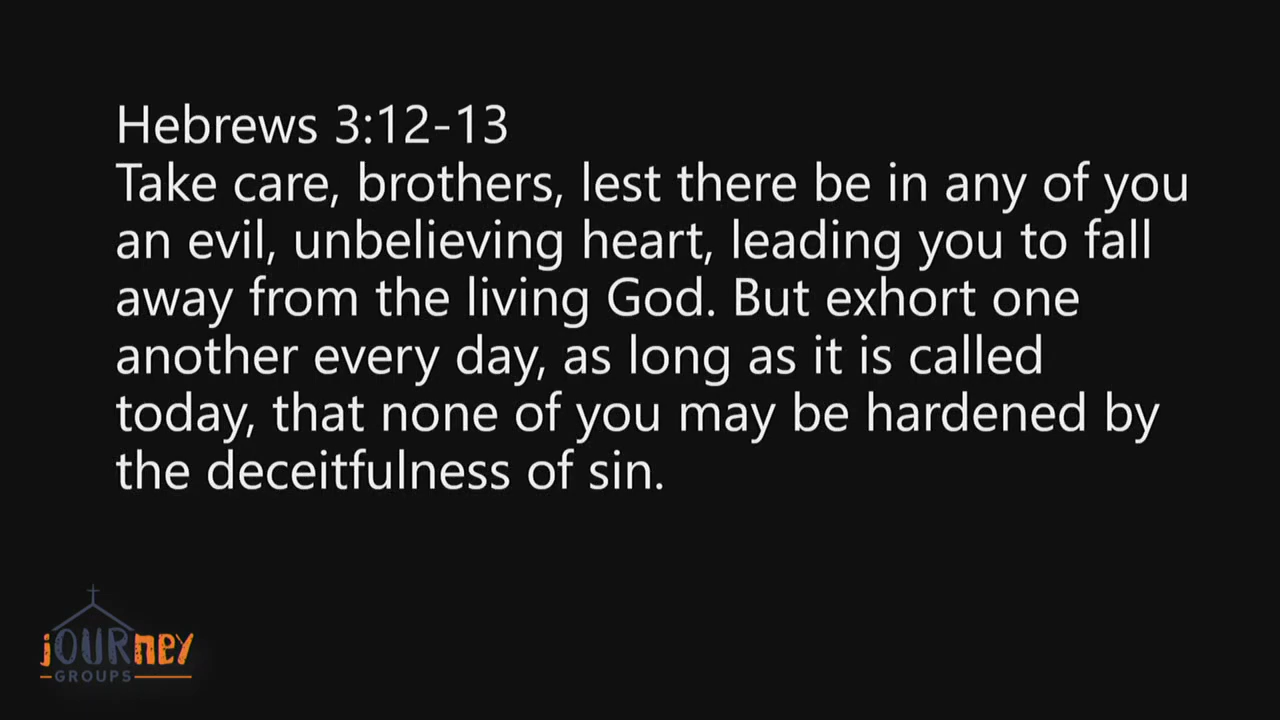 Hebrews 3:12-13
Take care, brothers, lest there be in any of you
an evil, unbelieving heart, leading you to fall
away from the living God. But exhort one
another every day, as long as it is called
today, that none of you may be hardened by
the deceitfulness of sin.
jOURney
GROUPS